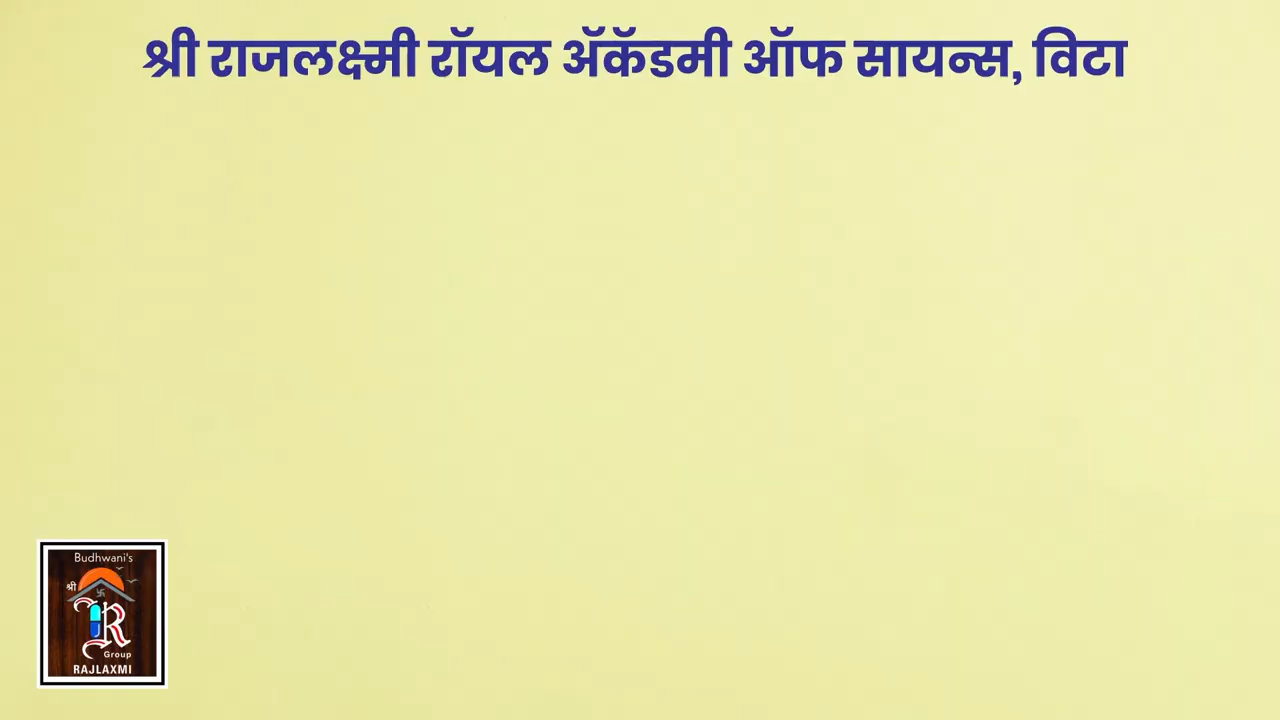 श्री राजलक्ष्मी रॉयल ॲकॅडमी ऑफ सायन्स, विटा
Budhwani's
श्री
R
Group
RAJLAXMI